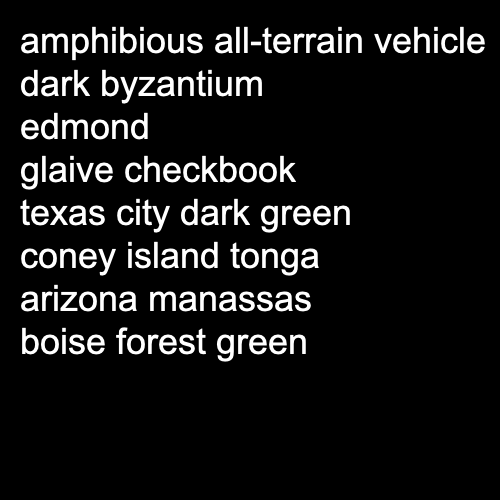 amphibious all-terrain vehicle
dark byzantium
edmond
glaive checkbook
texas city dark green
coney island tonga
arizona manassas
boise forest green